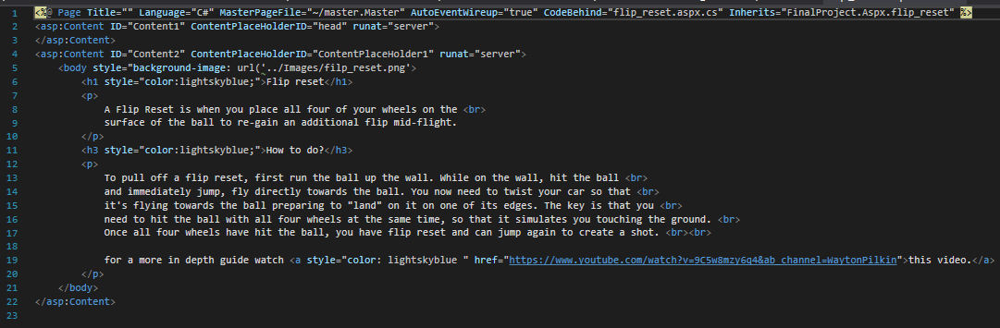 1 <%@ Page Title="" Language="C#" MasterPageFile="~/master.Master" AutoEventWireup="true" CodeBehind="flip_reset.aspx.cs" Inherits="FinalProject.Aspx.flip_reset" %>
2 <asp:Content ID="Content1" ContentPlaceHolderID="head" runat="server">
3 </asp:Content>
4 <asp:Content ID="Content2" ContentPlaceHolderID="ContentPlaceHolder1" runat="server">
5 <body style="background-image: url('../Images/filp_reset.png'>
6 <h1 style="color:lightskyblue;">Flip reset</h1>
7 <p>
8 A Flip Reset is when you place all four of your wheels on the <br>
9 surface of the ball to re-gain an additional flip mid-flight.
10 </p>
11 <h3 style="color:lightskyblue;">How to do?</h3>
12 <p>
13 To pull off a flip reset, first run the ball up the wall. While on the wall, hit the ball <br>
14 and immediately jump, fly directly towards the ball. You now need to twist your car so that <br>
15 it's flying towards the ball preparing to "land" on it on one of its edges. The key is that you <br>
16 need to hit the ball with all four wheels at the same time, so that it simulates you touching the ground. <br>
17 Once all four wheels have hit the ball, you have flip reset and can jump again to create a shot. <br><br>
18
19 for a more in depth guide watch <a style="color: lightskyblue " href="https://www.youtube.com/watch?v=9C5w8mzy6Q4&ab_channel=WaytonPilkin">this video.</a>
20 </p>
21 </body>
22 </asp:Content>
23